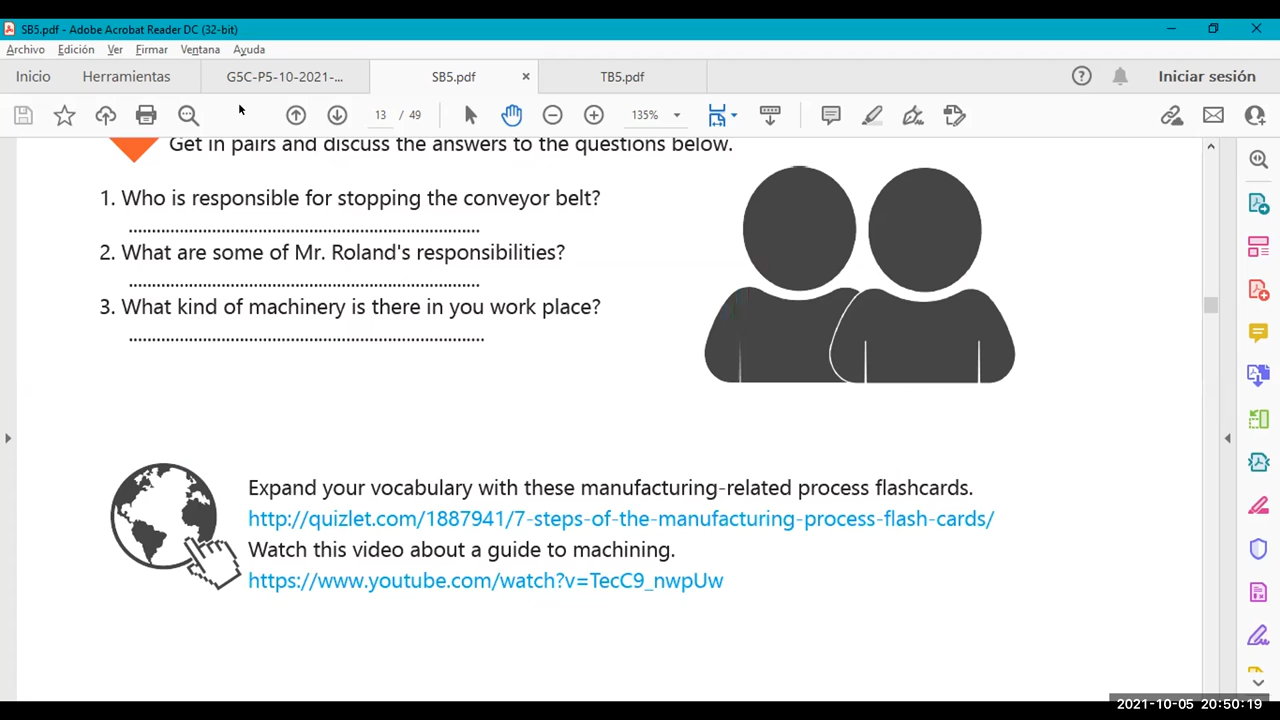 SB5.pdf - Adobe Acrobat Reader DC (32-bit)
Archivo Edición Ver Firmar Ventana Ayuda
Inicio Herramientas G5C-P5-10-2021-... SB5.pdf × TB5.pdf Iniciar sesión
13 / 49 135%
Get in pairs and discuss the answers to the questions below.
1. Who is responsible for stopping the conveyor belt?
...........................................................................
2. What are some of Mr. Roland's responsibilities?
...........................................................................
3. What kind of machinery is there in you work place?
............................................................................
Expand your vocabulary with these manufacturing-related process flashcards.
http://quizlet.com/1887941/7-steps-of-the-manufacturing-process-flash-cards/
Watch this video about a guide to machining.
https://www.youtube.com/watch?v=TecC9_nwpUw
2021-10-05 20:50:19